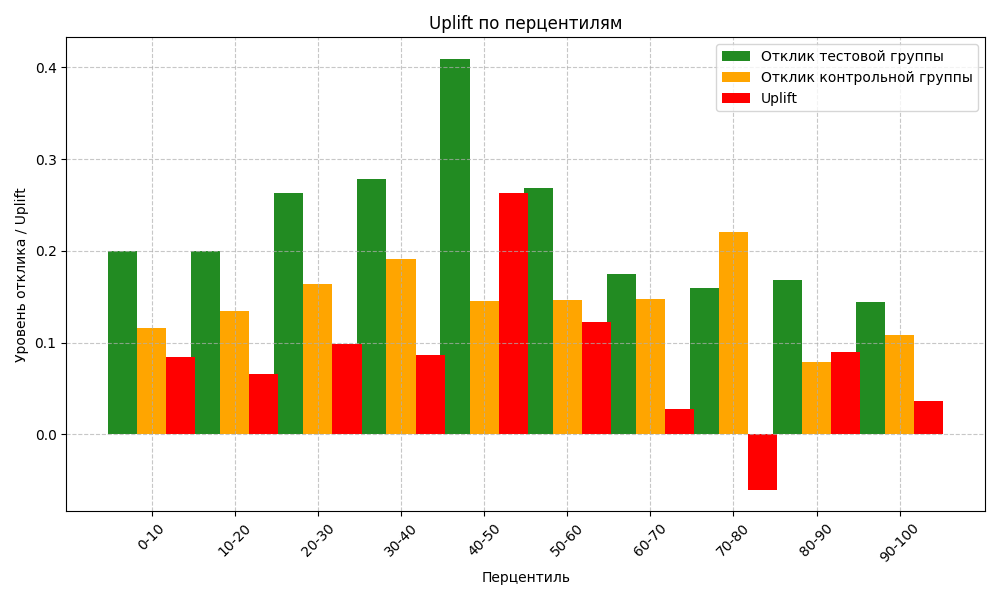 Uplift по перцентилям
Отклик тестовой группы
Отклик контрольной группы
Uplift
Уровень отклика / Uplift
0.4
0.3
0.2
0.1
0.0
0-10
10-20
20-30
30-40
40-50
50-60
60-70
70-80
80-90
90-100
Перцентиль